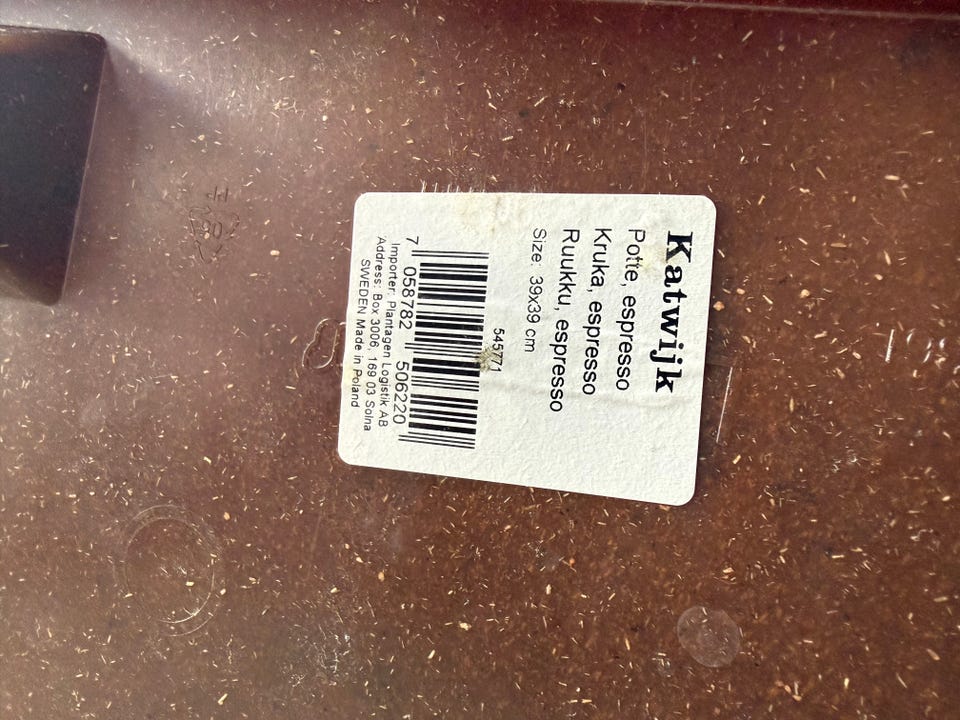 Katwijk
Potte, espresso
Kruka, espresso
Ruukku, espresso
Size: 39x39 cm
545771
7 058782 506220
Importer: Plantagen Logistik AB
Address: Box 3006, 169 03 Solna
SWEDEN Made in Poland